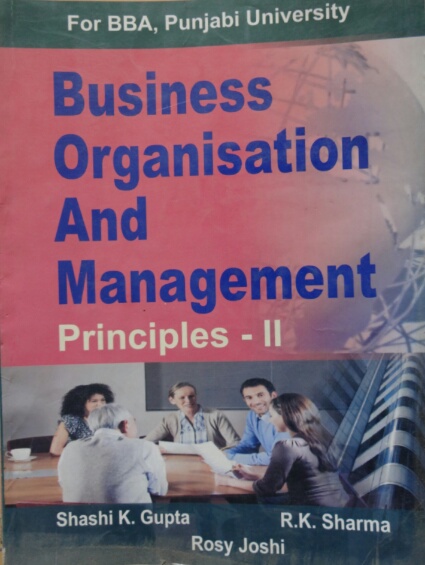 For BBA, Punjabi University
Business
Organisation
And
Management
Principles - II
Shashi K. Gupta
R.K. Sharma
Rosy Joshi